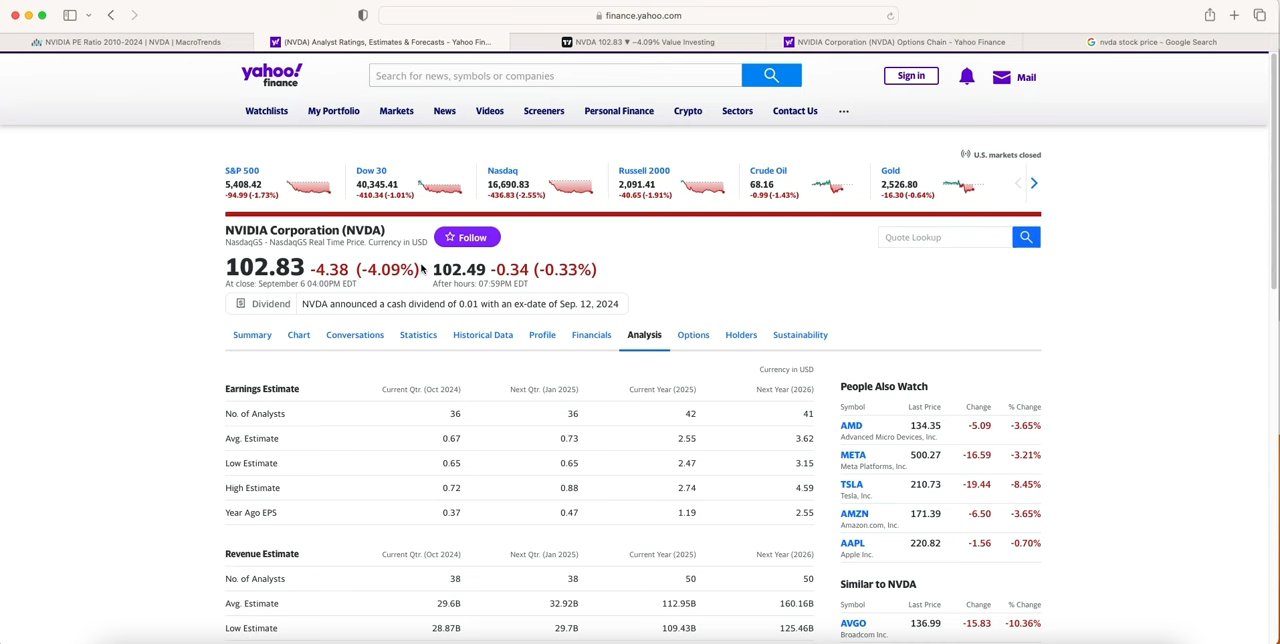 finance.yahoo.com
NVIDIA PE Ratio 2010-2024 | NVDA | MacroTrends
(NVDA) Analyst Ratings, Estimates & Forecasts - Yahoo Fin...
NVDA 102.83 ▼ −4.09% Value Investing
NVIDIA Corporation (NVDA) Options Chain - Yahoo Finance
nvda stock price - Google Search
yahoo!
finance
Search for news, symbols or companies
Sign in
Mail
Watchlists My Portfolio Markets News Videos Screeners Personal Finance Crypto Sectors Contact Us ...
U.S. markets closed
S&P 500 Dow 30 Nasdaq Russell 2000 Crude Oil Gold
5,408.42 40,345.41 16,690.83 2,091.41 68.16 2,526.80
-94.99 (-1.73%) -410.34 (-1.01%) -436.83 (-2.55%) -40.65 (-1.91%) -0.99 (-1.43%) -16.30 (-0.64%)
NVIDIA Corporation (NVDA)
NasdaqGS - NasdaqGS Real Time Price. Currency in USD
Follow
Quote Lookup
102.83 -4.38 (-4.09%) 102.49 -0.34 (-0.33%)
At close: September 6 04:00PM EDT After hours: 07:59PM EDT
Dividend NVDA announced a cash dividend of 0.01 with an ex-date of Sep. 12, 2024
Summary Chart Conversations Statistics Historical Data Profile Financials Analysis Options Holders Sustainability
Currency in USD
Earnings Estimate Current Qtr. (Oct 2024) Next Qtr. (Jan 2025) Current Year (2025) Next Year (2026)
No. of Analysts 36 36 42 41
Avg. Estimate 0.67 0.73 2.55 3.62
Low Estimate 0.65 0.65 2.47 3.15
High Estimate 0.72 0.88 2.74 4.59
Year Ago EPS 0.37 0.47 1.19 2.55
Revenue Estimate Current Qtr. (Oct 2024) Next Qtr. (Jan 2025) Current Year (2025) Next Year (2026)
No. of Analysts 38 38 50 50
Avg. Estimate 29.6B 32.92B 112.95B 160.16B
Low Estimate 28.87B 29.7B 109.43B 125.46B
People Also Watch
Symbol Last Price Change % Change
AMD 134.35 -5.09 -3.65%
Advanced Micro Devices, Inc.
META 500.27 -16.59 -3.21%
Meta Platforms, Inc.
TSLA 210.73 -19.44 -8.45%
Tesla, Inc.
AMZN 171.39 -6.50 -3.65%
Amazon.com, Inc.
AAPL 220.82 -1.56 -0.70%
Apple Inc.
Similar to NVDA
Symbol Last Price Change % Change
AVGO 136.99 -15.83 -10.36%
Broadcom Inc.